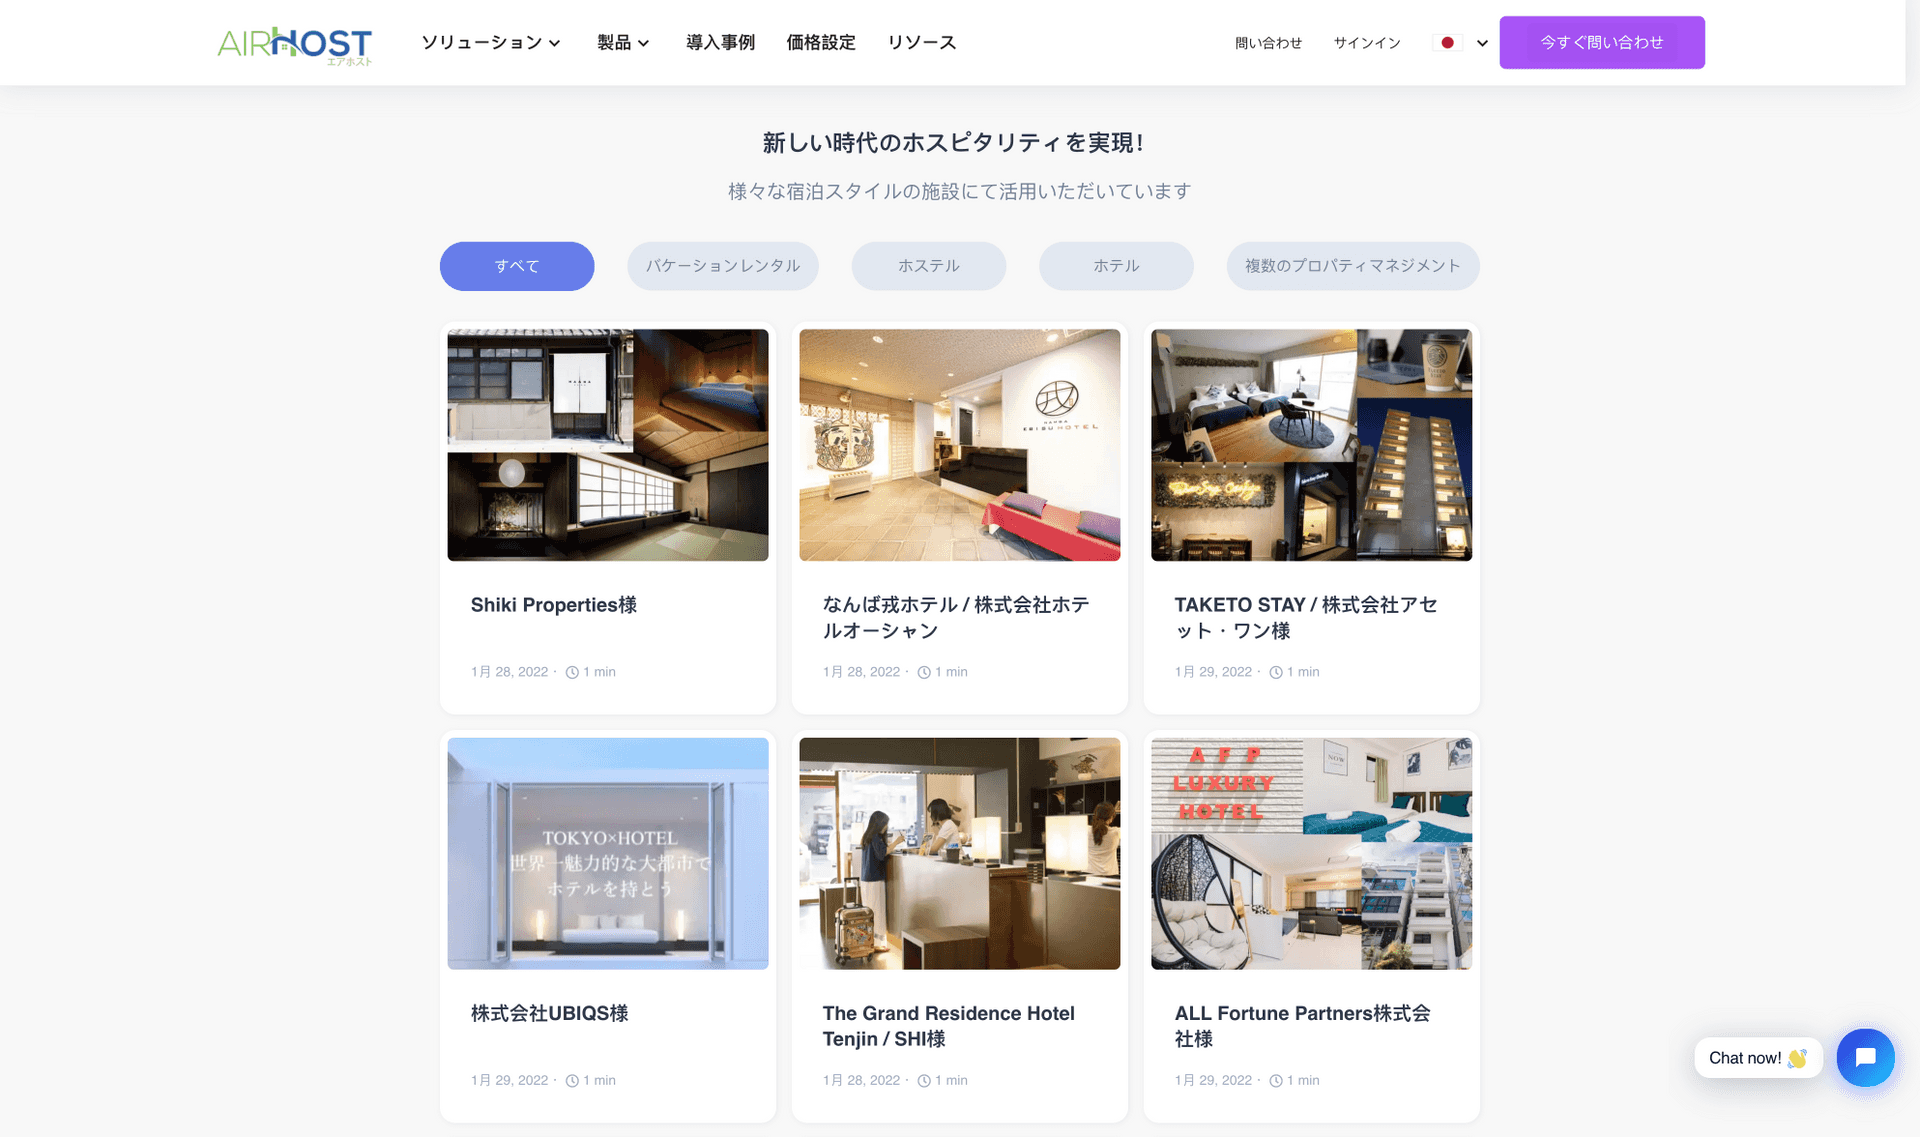 AIRHOST
エアホスト
ソリューション
製品
導入事例
価格設定
リソース
問い合わせ
サインイン
今すぐ問い合わせ
新しい時代のホスピタリティを実現!
様々な宿泊スタイルの施設にて活用いただいています
すべて
バケーションレンタル
ホステル
ホテル
複数のプロパティマネジメント
NAMBA
EBISU HOTEL
Shiki Properties様
1月 28, 2022 · 1 min
なんば戎ホテル / 株式会社ホテ
ルオーシャン
1月 28, 2022 · 1 min
TAKETO STAY / 株式会社アセ
ット・ワン様
1月 29, 2022 · 1 min
TOKYO×HOTEL
世界一魅力的な大都市で
ホテルを持とう
AFP
LUXURY
HOTEL
NOW
株式会社UBIQS様
1月 29, 2022 · 1 min
The Grand Residence Hotel
Tenjin / SHI様
1月 28, 2022 · 1 min
ALL Fortune Partners株式会
社様
1月 29, 2022 · 1 min
Chat now! 👋